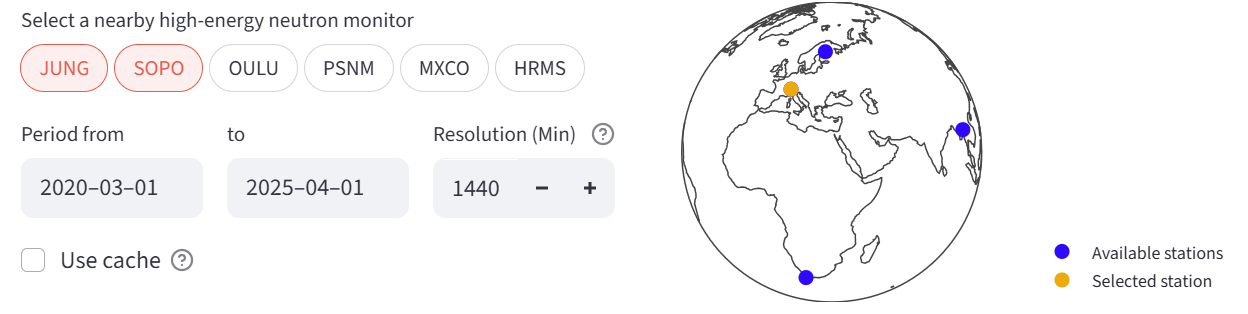 Select a nearby high-energy neutron monitor
JUNG SOPO OULU PSNM MXCO HRMS
Period from to Resolution (Min) ?
2020–03–01 2025–04–01 1440 − +
Use cache ?
Available stations
Selected station